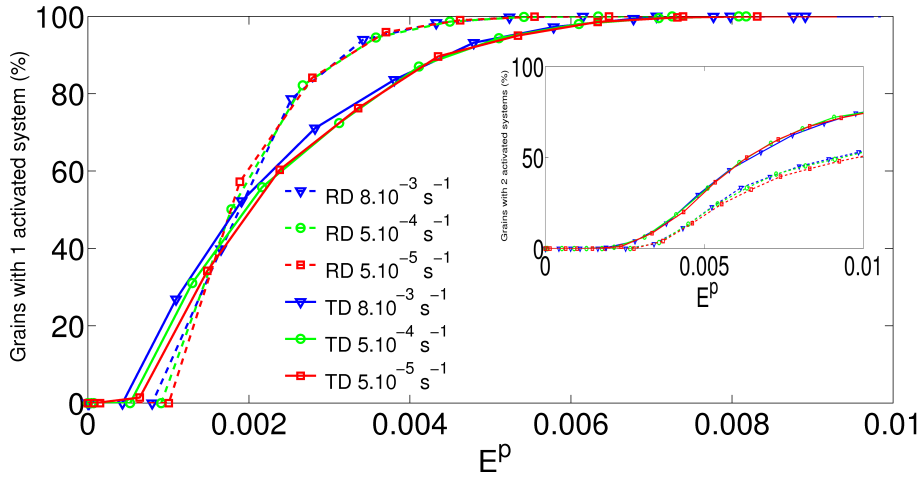 Grains with 1 activated system (%)
100
80
60
40
20
0
0 0.002 0.004 0.006 0.008 0.01
E^p
RD 8.10^-3 s^-1
RD 5.10^-4 s^-1
RD 5.10^-5 s^-1
TD 8.10^-3 s^-1
TD 5.10^-4 s^-1
TD 5.10^-5 s^-1
Grains with 2 activated systems (%)
100
50
0
0 0.005 0.01
E^p